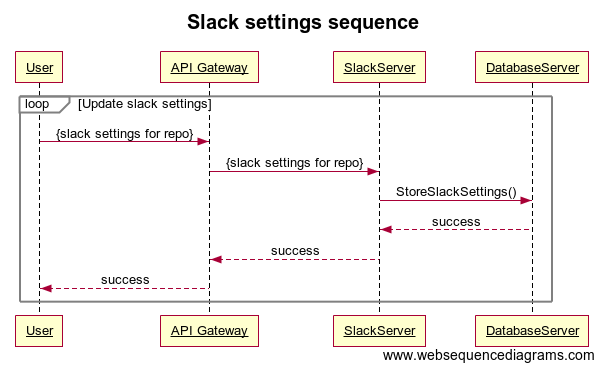 Slack settings sequence
User API Gateway SlackServer DatabaseServer
loop [Update slack settings]
{slack settings for repo}
{slack settings for repo}
StoreSlackSettings()
success
success
success
User API Gateway SlackServer DatabaseServer
www.websequencediagrams.com